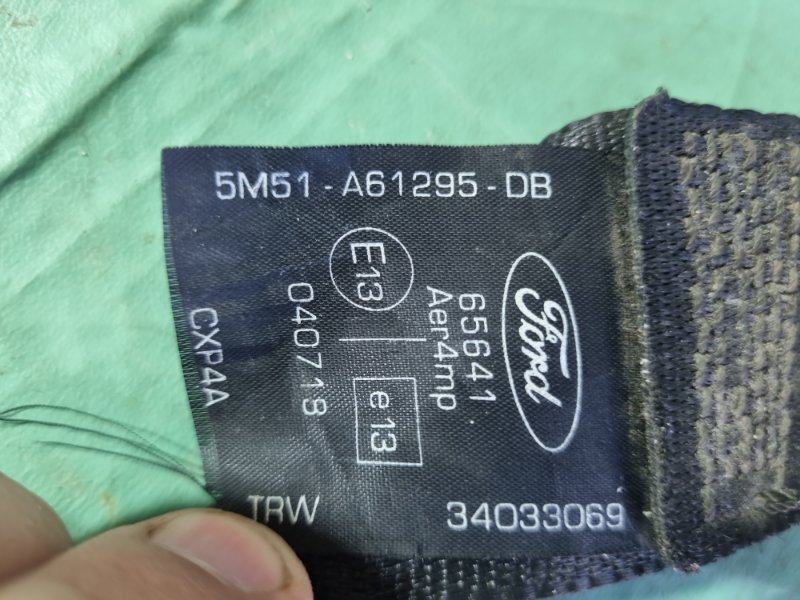 5M51-A61295-DB
Ford
65641
Aer4mp
E13
e13
040718
CXP4A
TRW
34033069